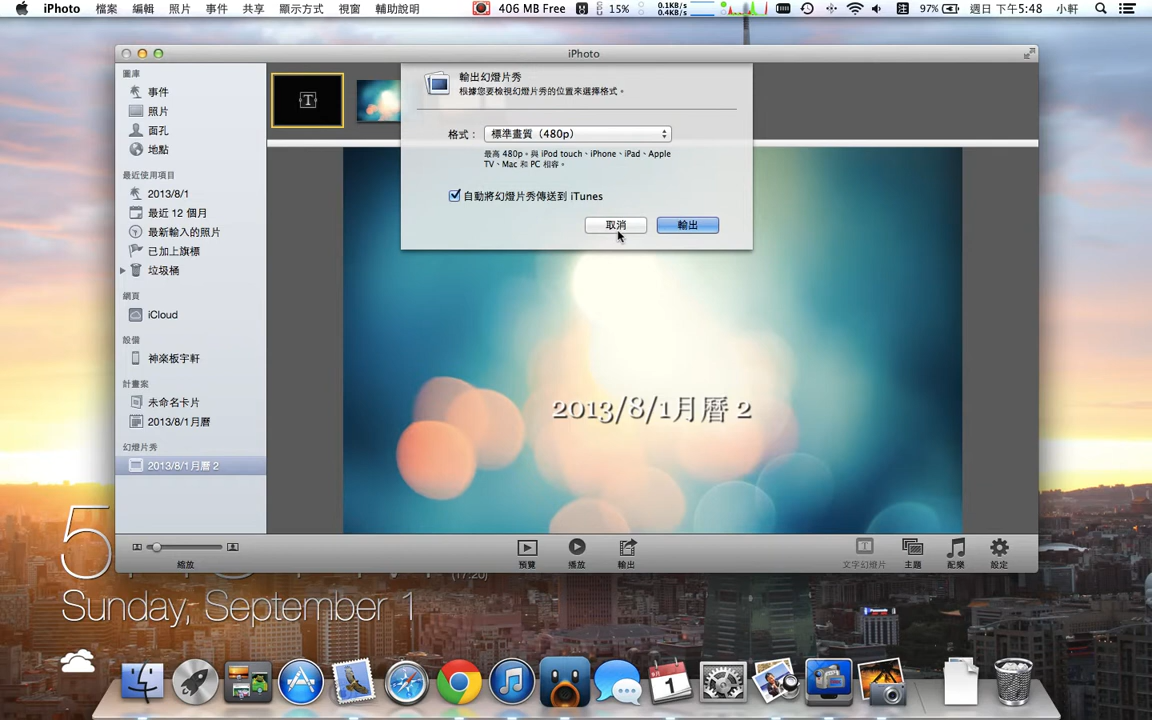 iPhoto 檔案 編輯 照片 事件 共享 顯示方式 視窗 輔助說明 406 MB Free 15% 0.1KB/s 0.4KB/s 97% 週日 下午5:48 小軒
iPhoto
圖庫
事件
照片
面孔
地點
最近使用項目
2013/8/1
最近 12 個月
最新輸入的照片
已加上旗標
垃圾桶
網頁
iCloud
設備
神楽板宇軒
計畫案
未命名卡片
2013/8/1月曆
幻燈片秀
2013/8/1月曆 2
T
輸出幻燈片秀
根據您要檢視幻燈片秀的位置來選擇格式。
格式： 標準畫質（480p）
最高 480p。與 iPod touch、iPhone、iPad、Apple
TV、Mac 和 PC 相容。
自動將幻燈片秀傳送到 iTunes
取消 輸出
2013/8/1月曆 2
縮放 預覽 播放 輸出 文字幻燈片 主題 配樂 設定
5
(17:20)
Sunday, September 1
9月
1